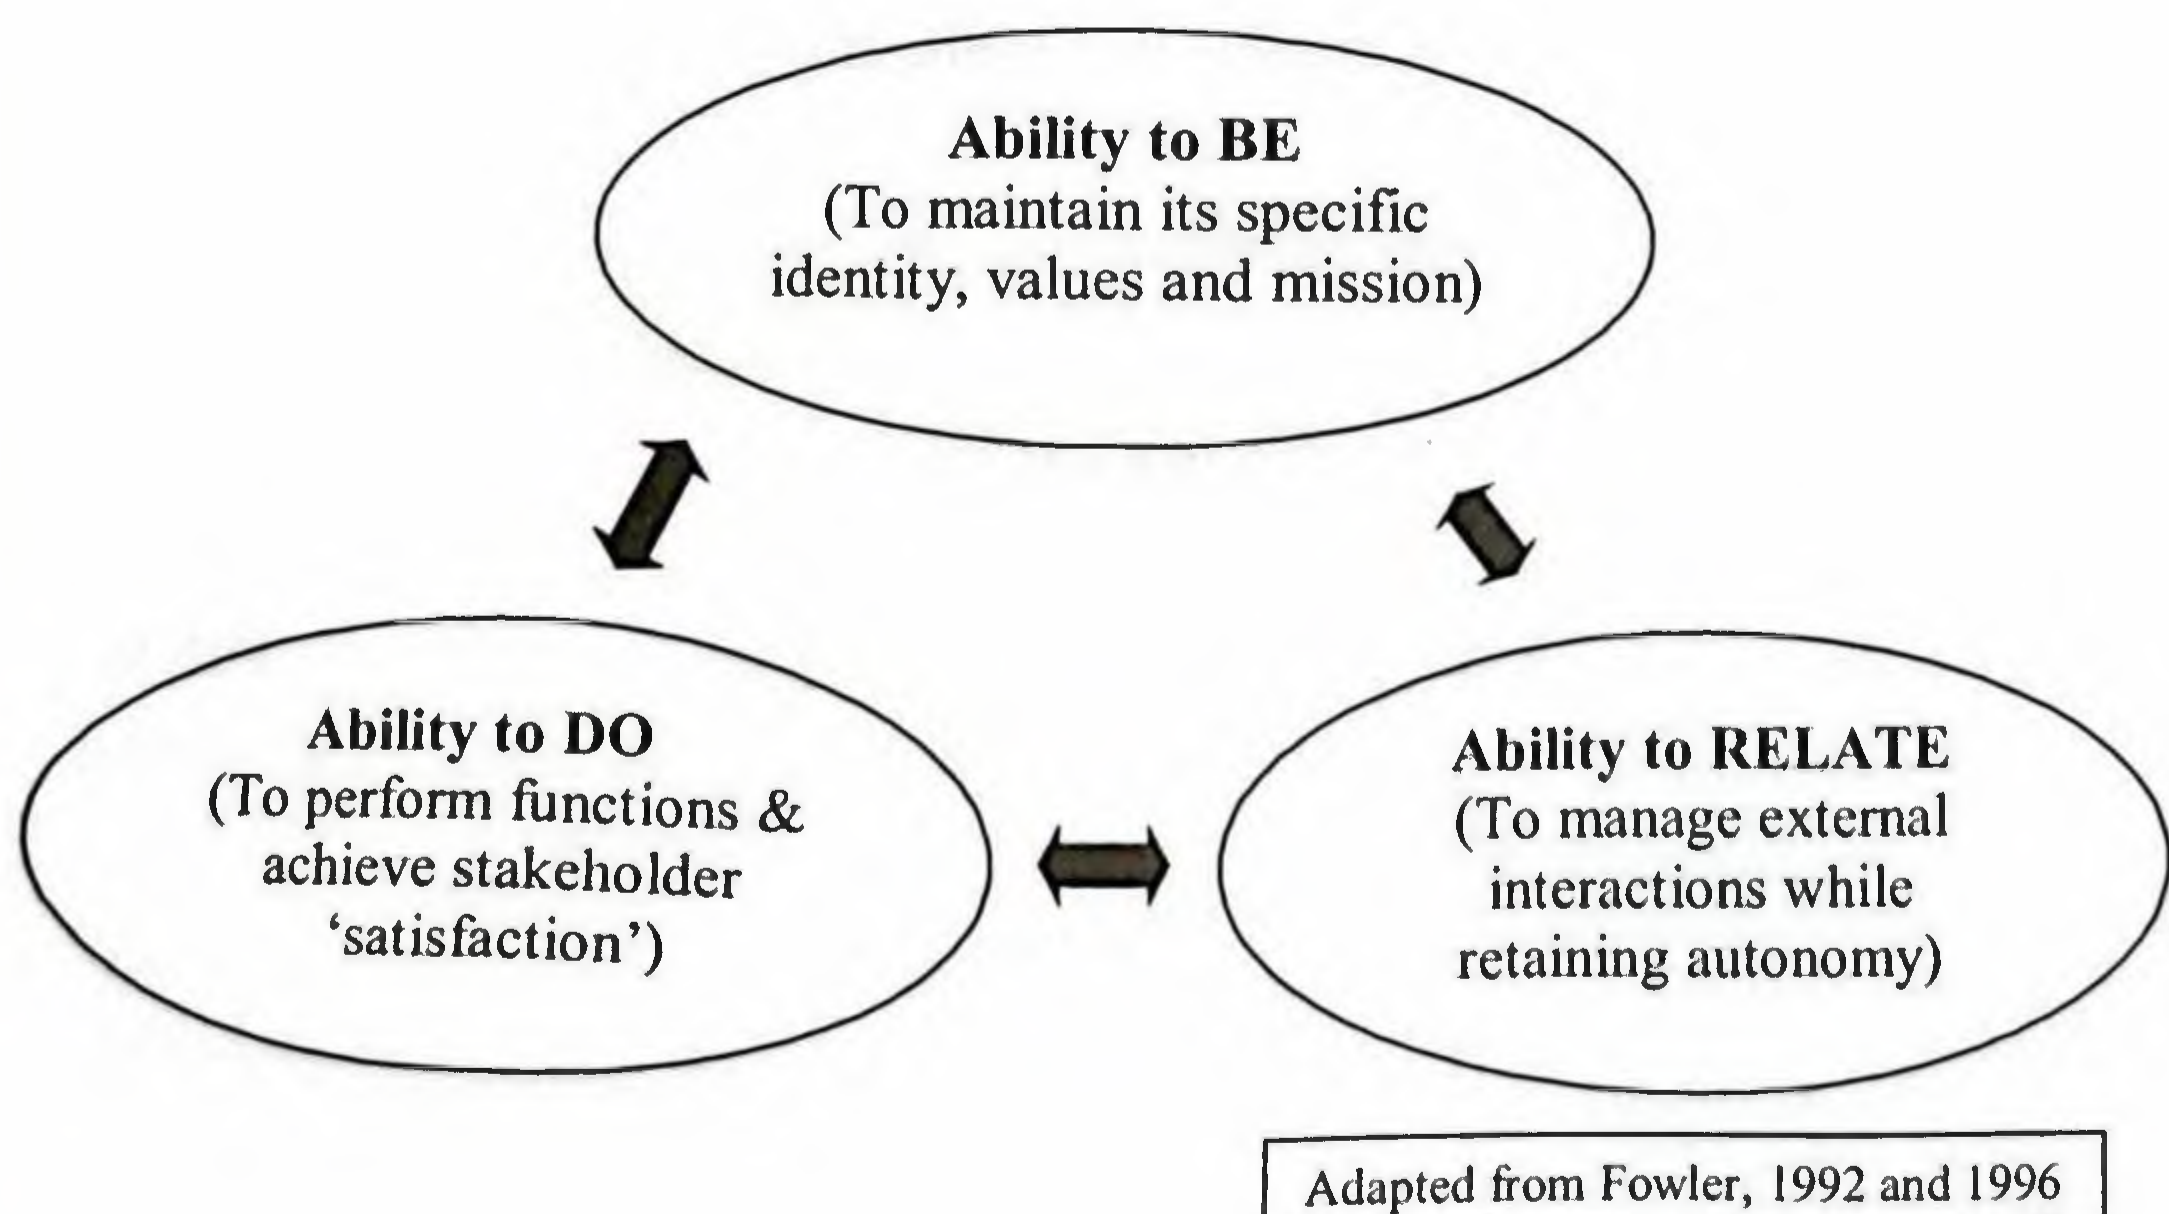 Ability to BE
(To maintain its specific
identity, values and mission)
Ability to DO
(To perform functions &
achieve stakeholder
‘satisfaction’)
Ability to RELATE
(To manage external
interactions while
retaining autonomy)
Adapted from Fowler, 1992 and 1996